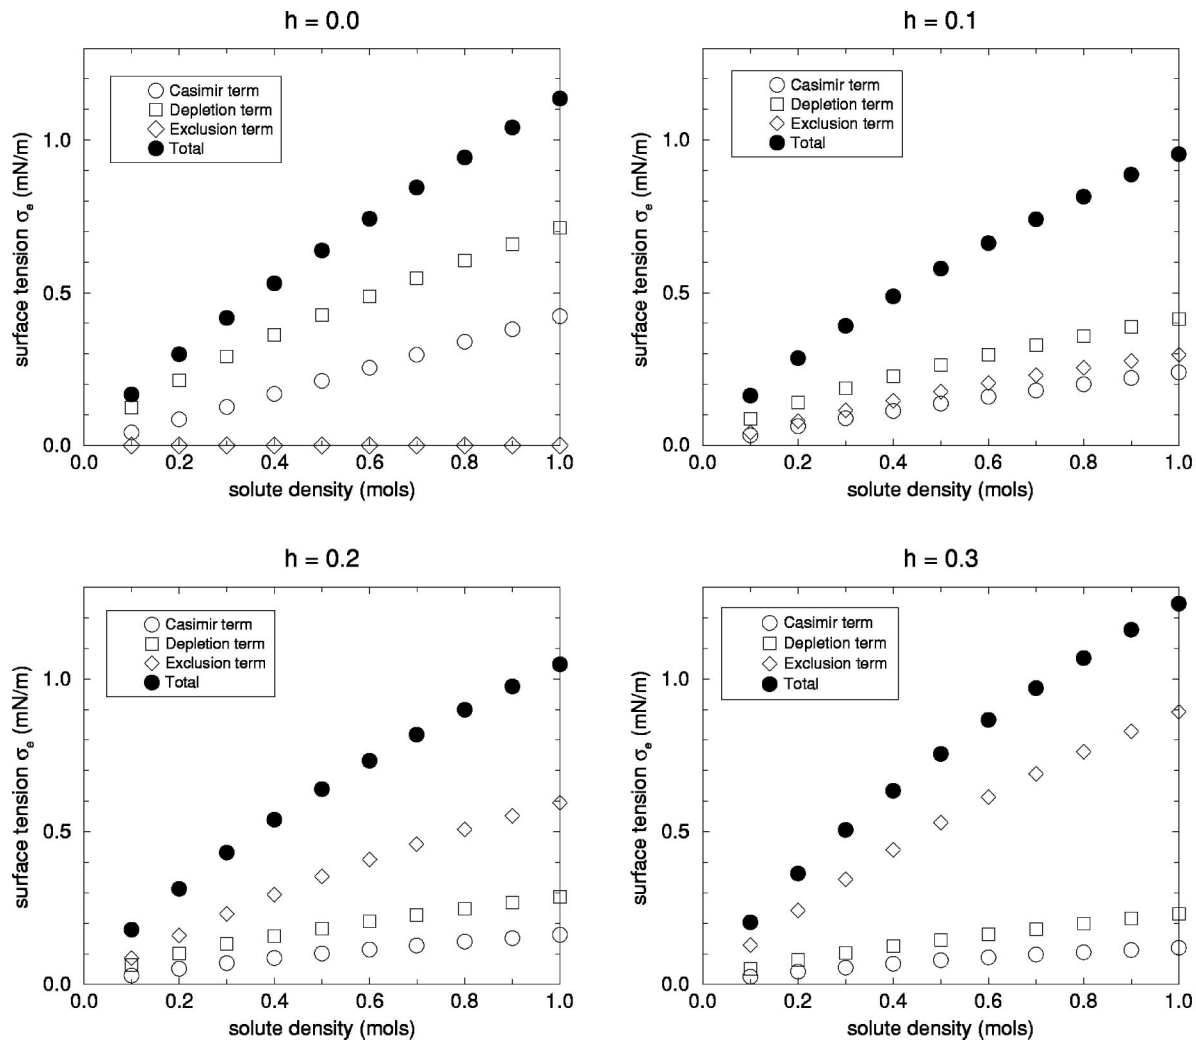 h = 0.0
Casimir term
Depletion term
Exclusion term
Total
surface tension σe (mN/m)
1.0
0.5
0.0
0.0 0.2 0.4 0.6 0.8 1.0
solute density (mols)
h = 0.1
Casimir term
Depletion term
Exclusion term
Total
surface tension σe (mN/m)
1.0
0.5
0.0
0.0 0.2 0.4 0.6 0.8 1.0
solute density (mols)
h = 0.2
Casimir term
Depletion term
Exclusion term
Total
surface tension σe (mN/m)
1.0
0.5
0.0
0.0 0.2 0.4 0.6 0.8 1.0
solute density (mols)
h = 0.3
Casimir term
Depletion term
Exclusion term
Total
surface tension σe (mN/m)
1.0
0.5
0.0
0.0 0.2 0.4 0.6 0.8 1.0
solute density (mols)